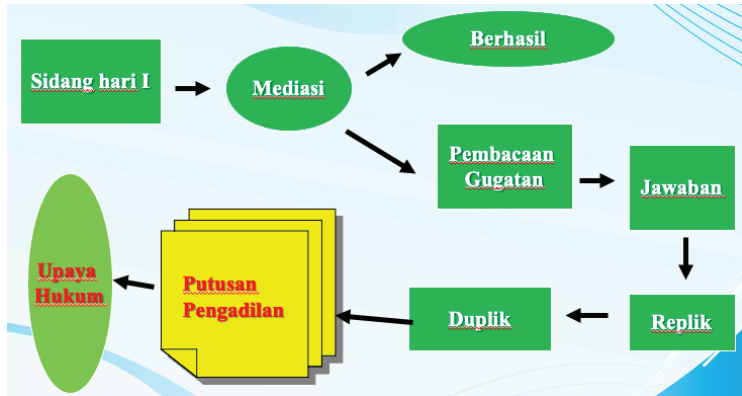 Sidang hari I
Mediasi
Berhasil
Pembacaan
Gugatan
Jawaban
Replik
Duplik
Putusan
Pengadilan
Upaya
Hukum